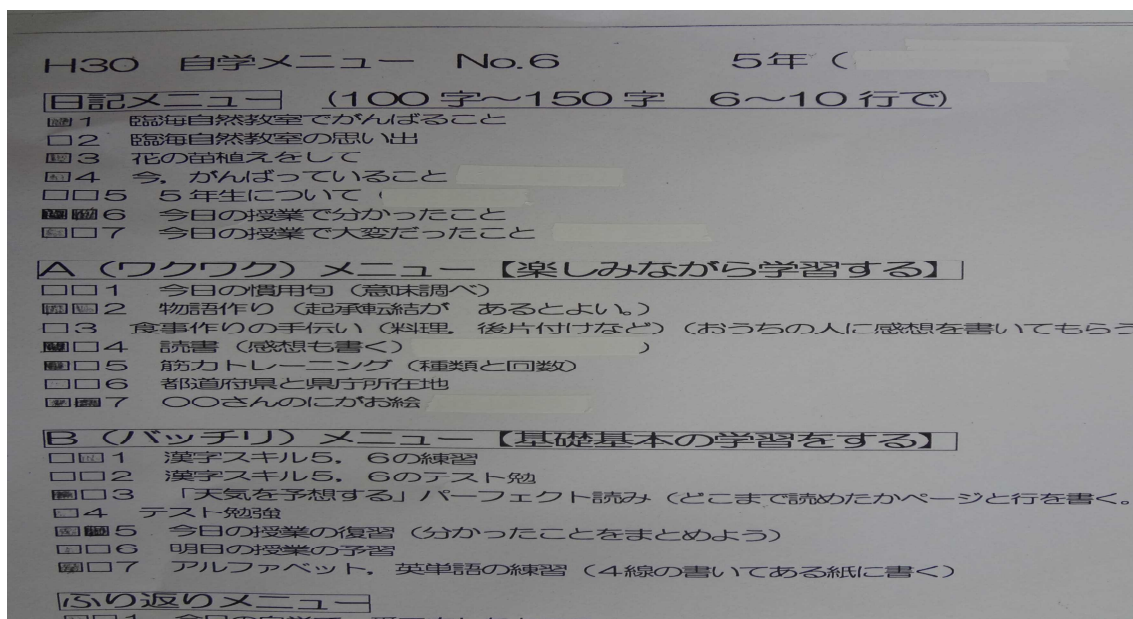 H30 自学メニュー No.6 5年(
日記メニュー (100字~150字 6~10行で)
1 臨海自然教室でがんばること
□2 臨海自然教室の思い出
3 花の苗植えをして
4 今,がんばっていること
□□5 5年生について(
6 今日の授業で分かったこと
□7 今日の授業で大変だったこと
A(ワクワク)メニュー【楽しみながら学習する】
□□1 今日の慣用句(意味調べ)
2 物語作り(起承転結が あるとよい。)
□3 食事作りの手伝い(料理,後片付けなど)(おうちの人に感想を書いてもらう
□4 読書(感想も書く) )
□5 筋力トレーニング(種類と回数)
□□6 都道府県と県庁所在地
7 〇〇さんのにがお絵
B(バッチリ)メニュー【基礎基本の学習をする】
□1 漢字スキル5,6の練習
□□2 漢字スキル5,6のテスト勉
□3 「天気を予想する」パーフェクト読み(どこまで読めたかページと行を書く。
□4 テスト勉強
5 今日の授業の復習(分かったことをまとめよう)
□□6 明日の授業の予習
□7 アルファベット,英単語の練習(4線の書いてある紙に書く)
ふり返りメニュー